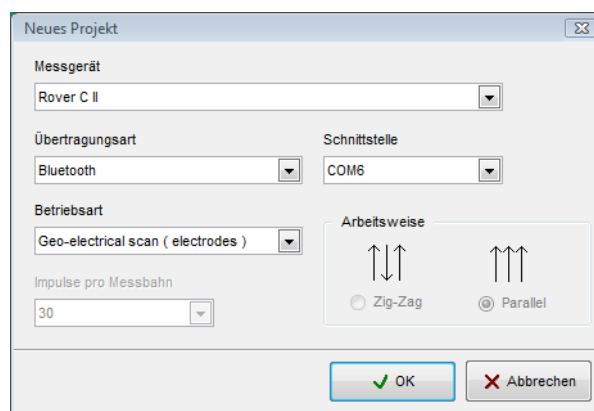 Neues Projekt
Messgerät
Rover C II
Übertragungsart
Schnittstelle
Bluetooth
COM6
Betriebsart
Arbeitsweise
Geo-electrical scan ( electrodes )
Impulse pro Messbahn
30
Zig-Zag
Parallel
OK
Abbrechen